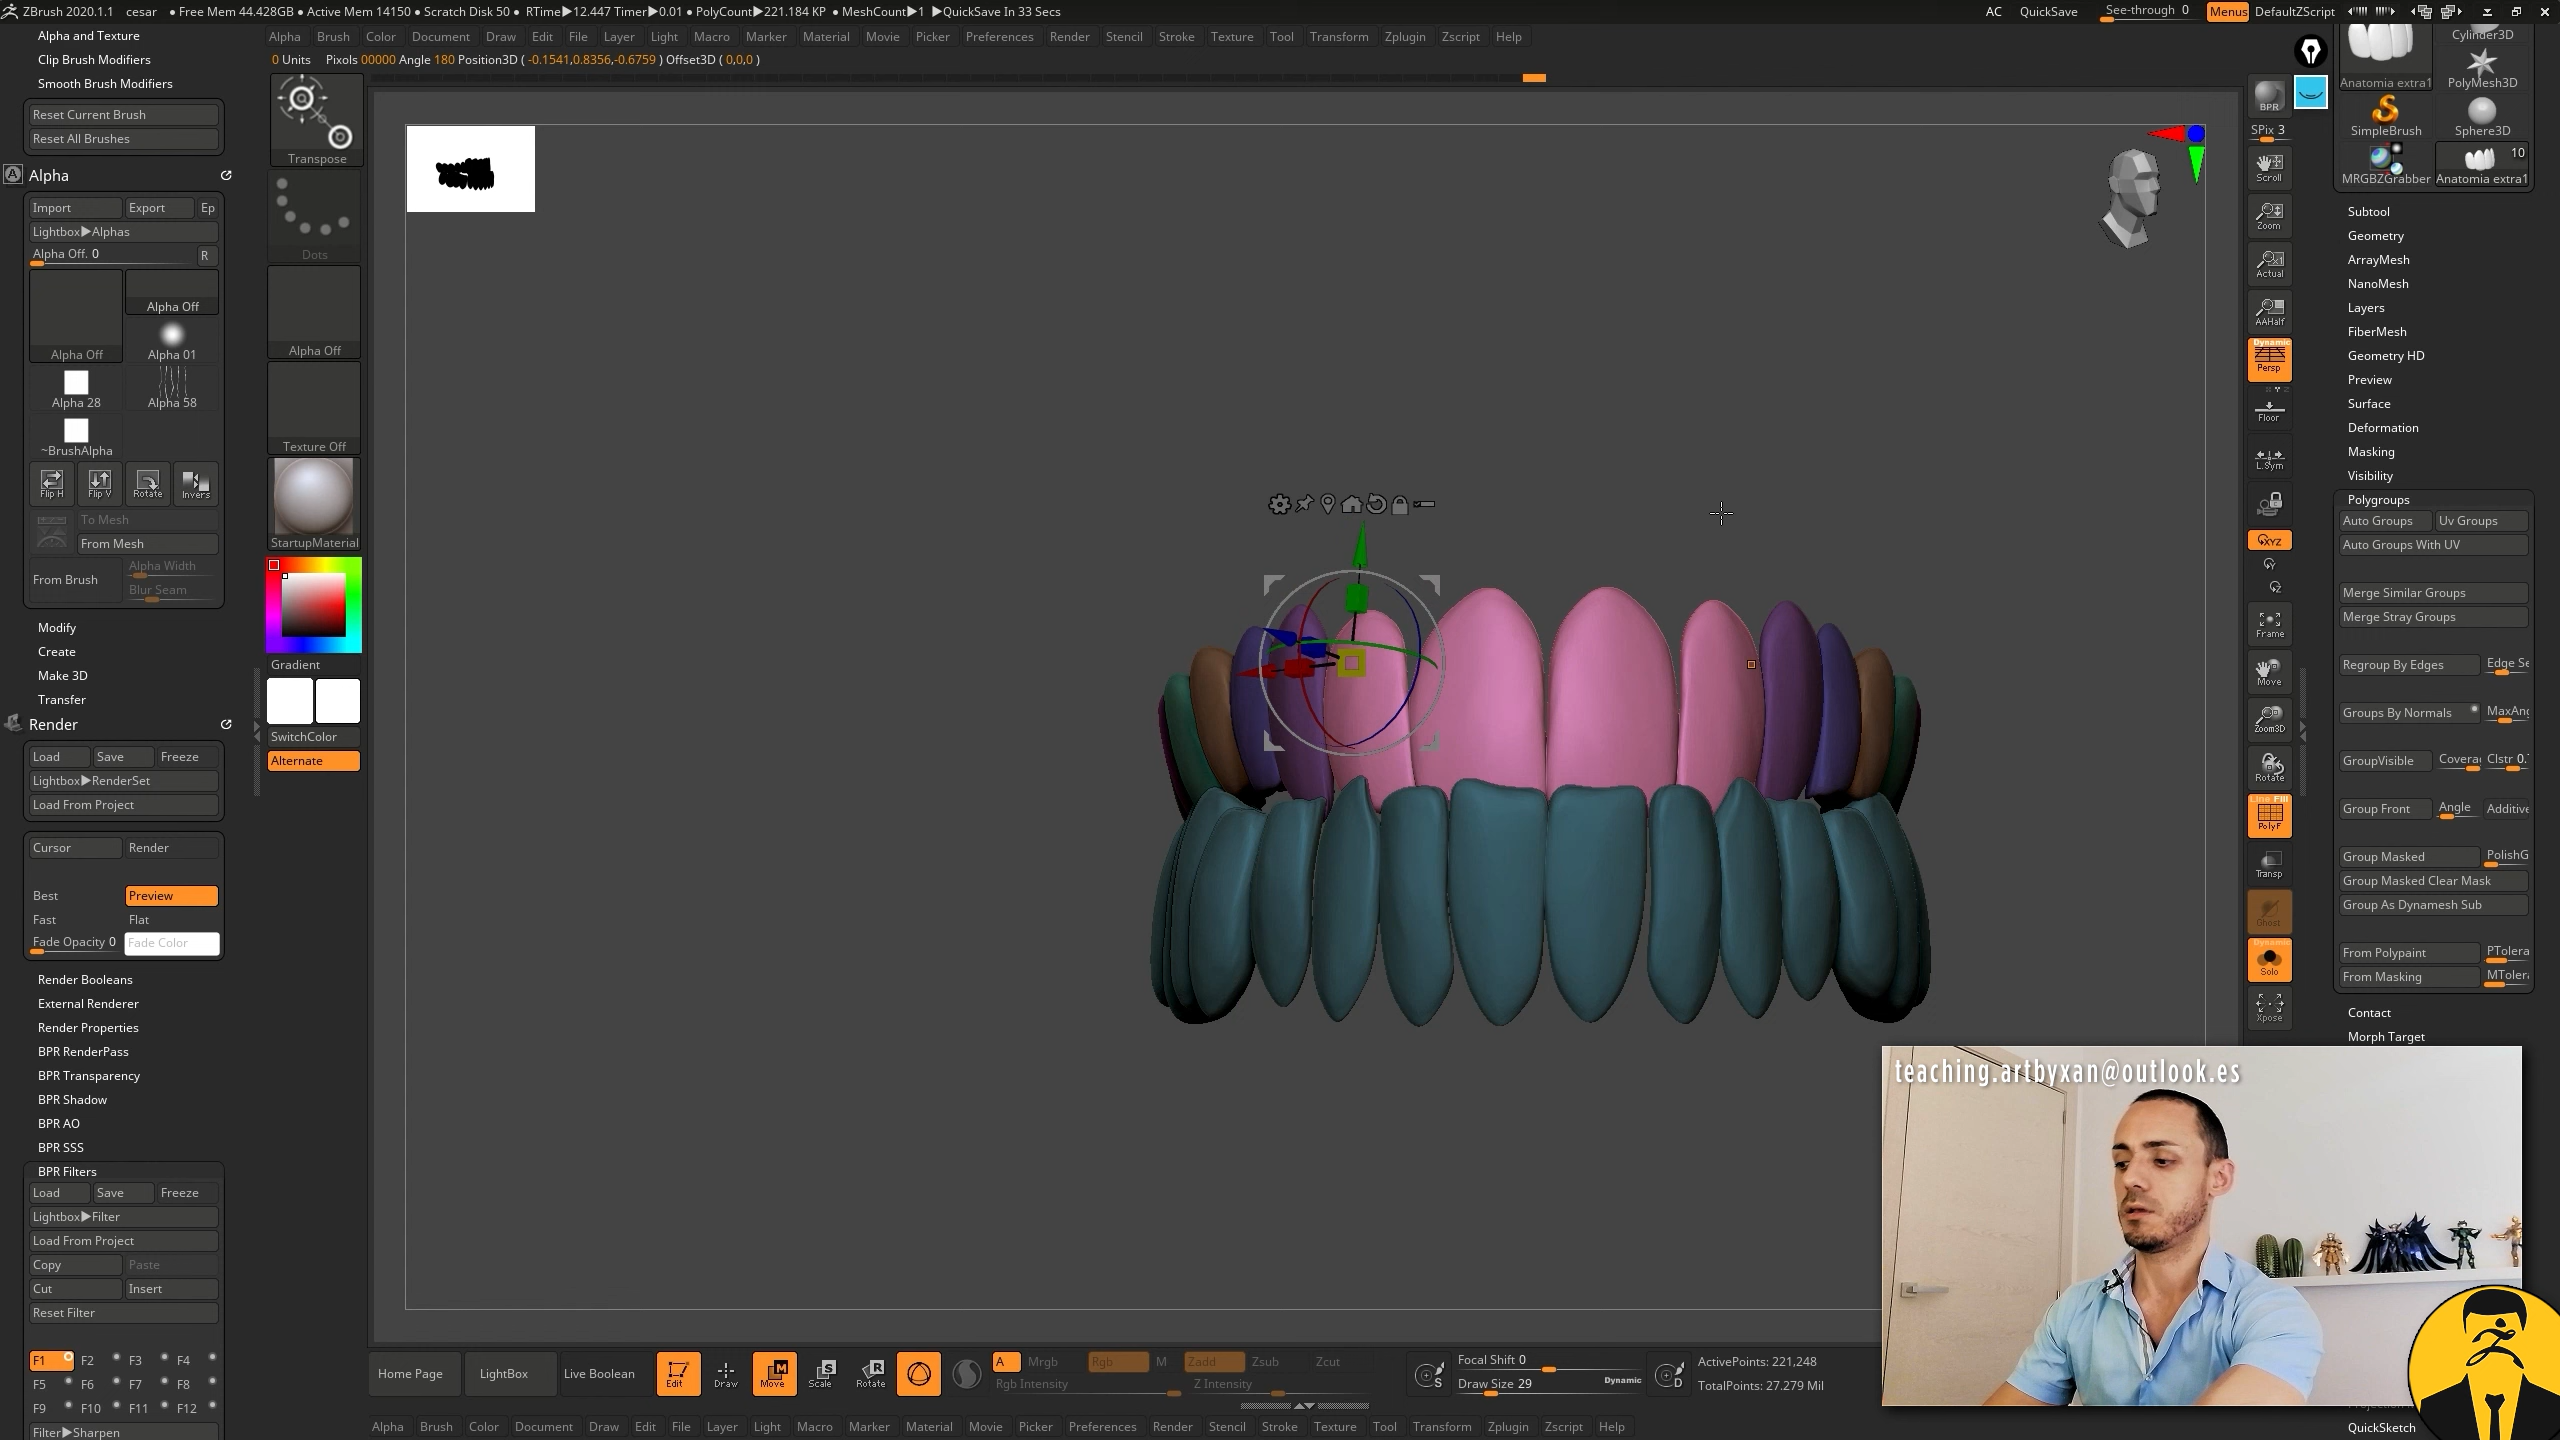 ZBrush 2020.1.1 cesar ● Free Mem 44.428GB ● Active Mem 14150 ● Scratch Disk 50 ● RTime▶12.447 Timer▶0.01 ● PolyCount▶221.184 KP ● MeshCount▶1 ▶QuickSave In 33 Secs AC QuickSave See-through 0 Menus DefaultZScript
Alpha Brush Color Document Draw Edit File Layer Light Macro Marker Material Movie Picker Preferences Render Stencil Stroke Texture Tool Transform Zplugin Zscript Help
0 Units Pixols 00000 Angle 180 Position3D ( -0.1541,0.8356,-0.6759 ) Offset3D ( 0,0,0 )
Alpha and Texture
Clip Brush Modifiers
Smooth Brush Modifiers
Reset Current Brush
Reset All Brushes
Alpha
Import Export Ep
Lightbox▶Alphas
Alpha Off. 0 R
Alpha Off
Alpha Off
Alpha 01
Alpha 28
Alpha 58
~BrushAlpha
Flip H Flip V Rotate Invers
To Mesh
From Mesh
From Brush
Alpha Width
Blur Seam
Modify
Create
Make 3D
Transfer
Render
Load Save Freeze
Lightbox▶RenderSet
Load From Project
Cursor Render
Best Preview
Fast Flat
Fade Opacity 0 Fade Color
Render Booleans
External Renderer
Render Properties
BPR RenderPass
BPR Transparency
BPR Shadow
BPR AO
BPR SSS
BPR Filters
Load Save Freeze
Lightbox▶Filter
Load From Project
Copy Paste
Cut Insert
Reset Filter
F1 F2 F3 F4
F5 F6 F7 F8
F9 F10 F11 F12
Filter▶Sharpen
Transpose
Dots
Alpha Off
Texture Off
StartupMaterial
Gradient
SwitchColor
Alternate
BPR
SPix 3
Scroll
Zoom
Actual
AAHalf
Dynamic
Persp
Floor
L.Sym
XYZ
Frame
Move
Zoom3D
Rotate
Line Fill
PolyF
Transp
Ghost
Dynamic
Solo
Xpose
Cylinder3D
Anatomia extra1 PolyMesh3D
SimpleBrush Sphere3D
10
MRGBZGrabber Anatomia extra1
Subtool
Geometry
ArrayMesh
NanoMesh
Layers
FiberMesh
Geometry HD
Preview
Surface
Deformation
Masking
Visibility
Polygroups
Auto Groups Uv Groups
Auto Groups With UV
Merge Similar Groups
Merge Stray Groups
Regroup By Edges Edge Se
Groups By Normals MaxAng
GroupVisible Covera Clstr 0.
Group Front Angle Additive
Group Masked PolishG
Group Masked Clear Mask
Group As Dynamesh Sub
From Polypaint PTolera
From Masking MTolera
Contact
Morph Target
QuickSketch
teaching.artbyxan@outlook.es
Home Page LightBox Live Boolean Edit Draw Move Scale Rotate
A Mrgb Rgb M Zadd Zsub Zcut
Rgb Intensity Z Intensity
S
Focal Shift 0
Draw Size 29 Dynamic
D
ActivePoints: 221,248
TotalPoints: 27.279 Mil
Alpha Brush Color Document Draw Edit File Layer Light Macro Marker Material Movie Picker Preferences Render Stencil Stroke Texture Tool Transform Zplugin Zscript Help